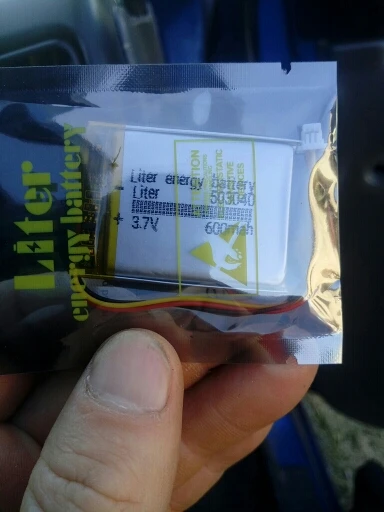 Liter
energy battery
Liter energy battery
Liter 503040
3.7V 600mah